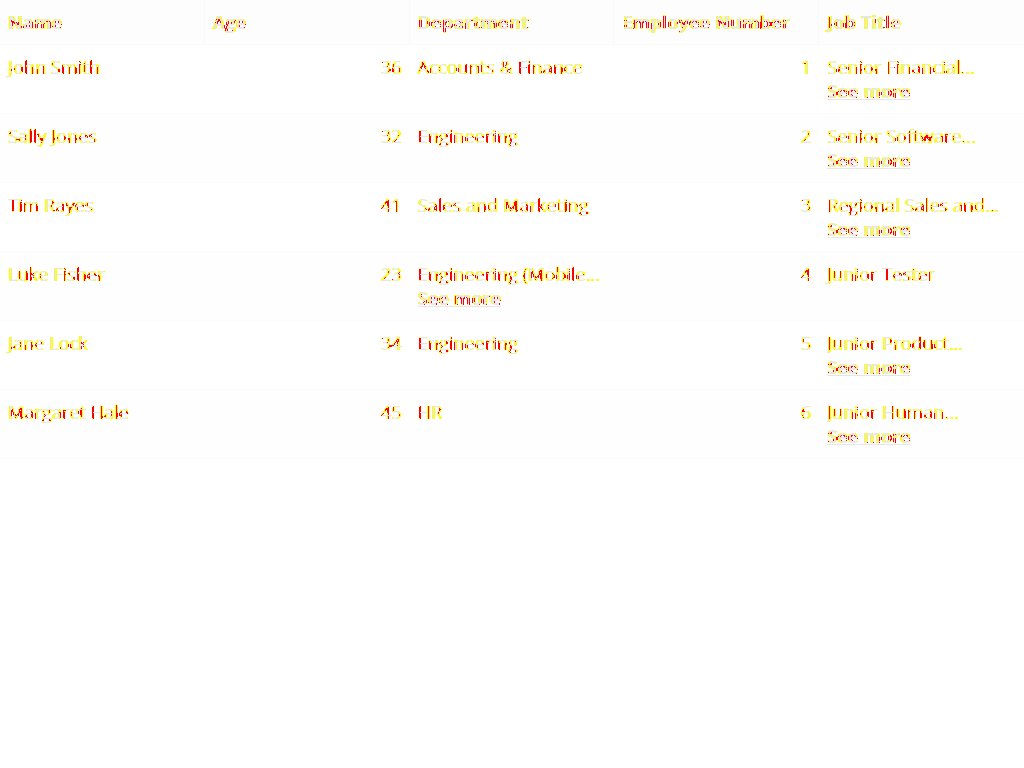 Name Age Department Employee Number Job Title
John Smith 36 Accounts & Finance 1 Senior Financial...
See more
Sally Jones 32 Engineering 2 Senior Software...
See more
Tim Rayes 41 Sales and Marketing 3 Regional Sales and...
See more
Luke Fisher 23 Engineering (Mobile... 4 Junior Tester
See more
Jane Lock 34 Engineering 5 Junior Product...
See more
Margaret Hale 45 HR 6 Junior Human...
See more